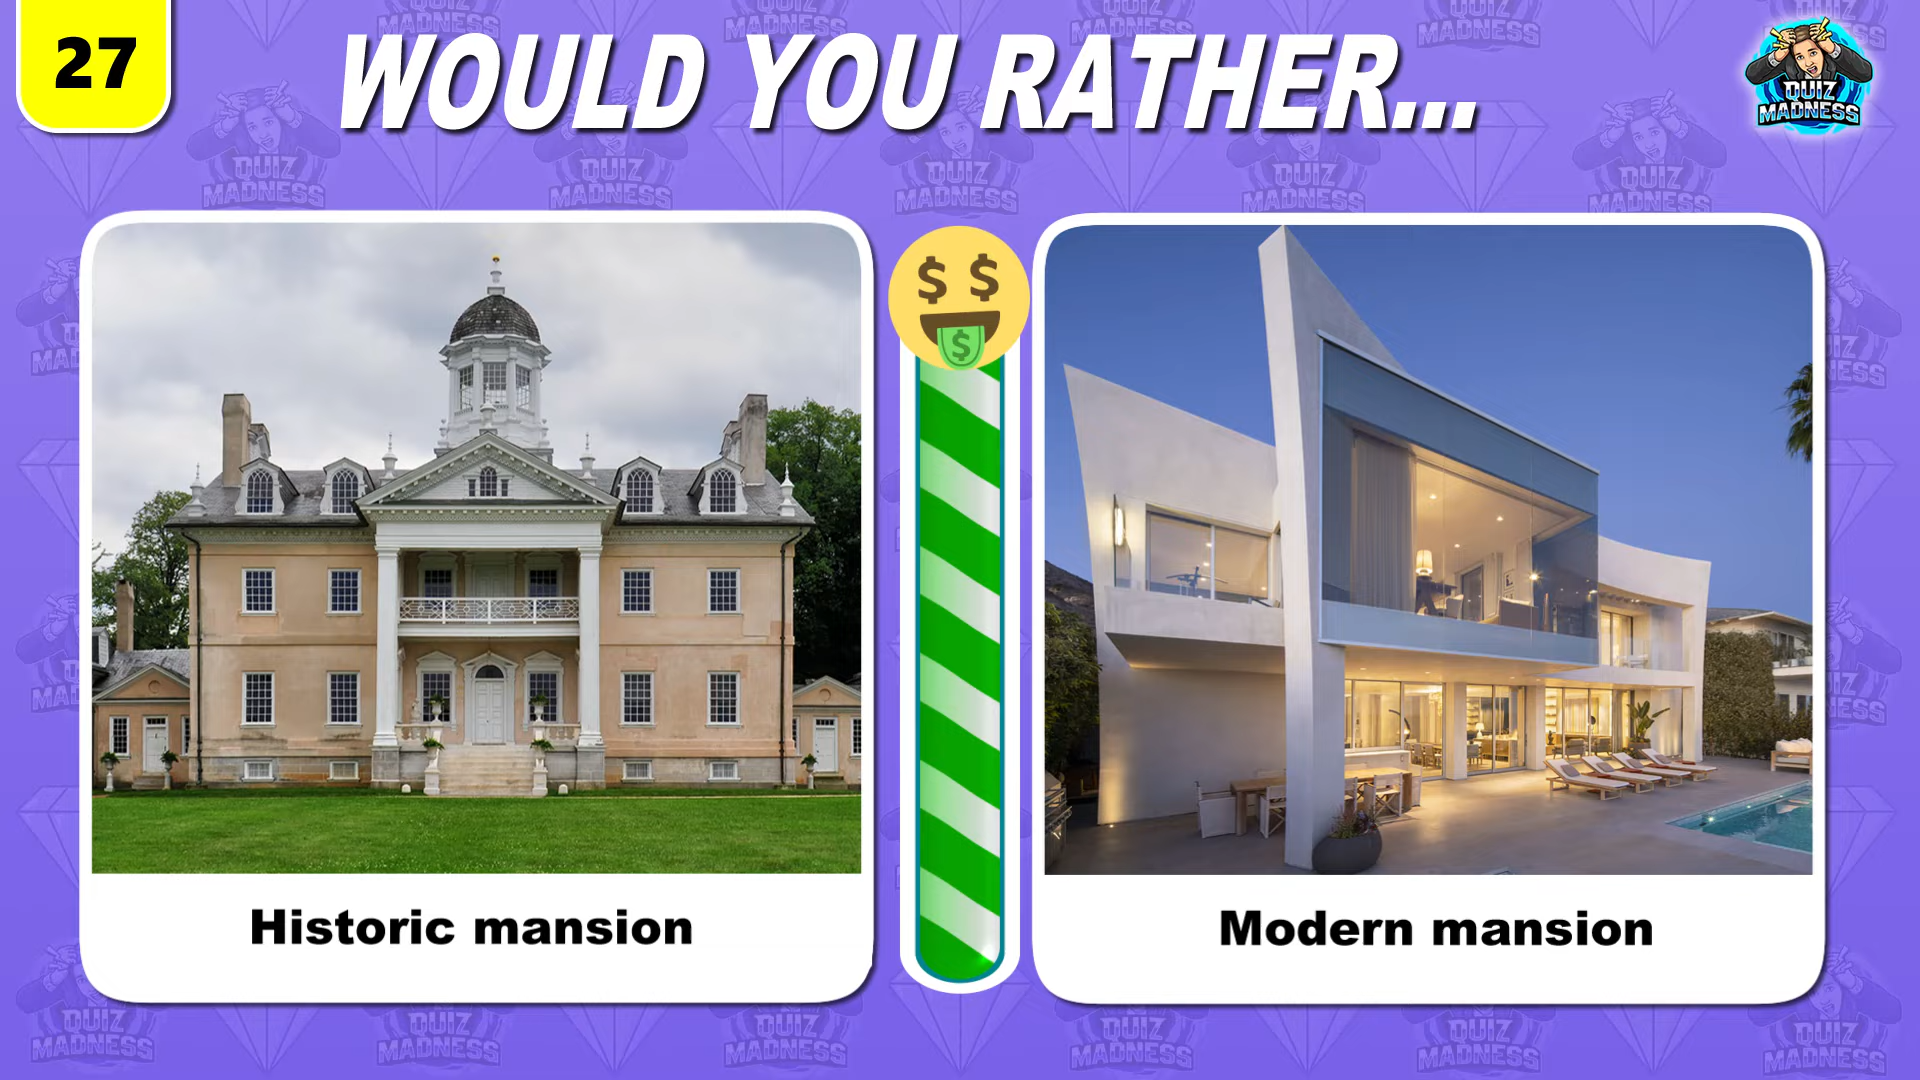 27
WOULD YOU RATHER...
QUIZ
MADNESS
$ $
$
Historic mansion
Modern mansion